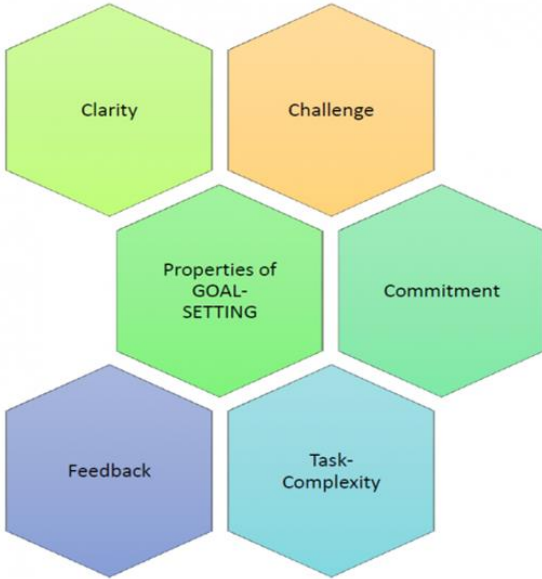 Clarity
Challenge
Properties of
GOAL-
SETTING
Commitment
Feedback
Task-
Complexity